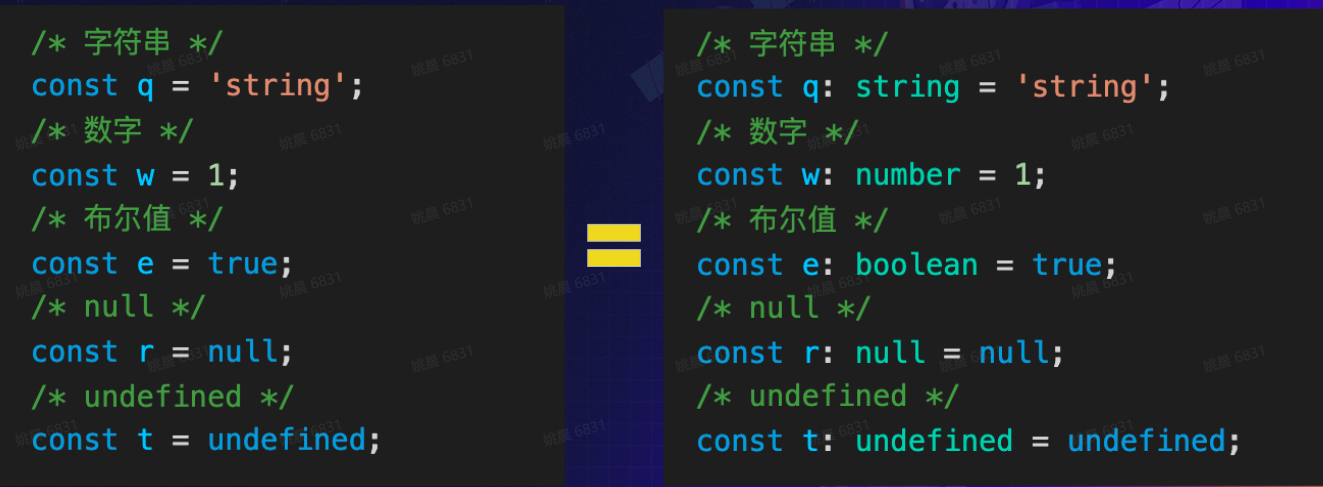 /* 字符串 */
const q = 'string';
/* 数字 */
const w = 1;
/* 布尔值 */
const e = true;
/* null */
const r = null;
/* undefined */
const t = undefined;
=
/* 字符串 */
const q: string = 'string';
/* 数字 */
const w: number = 1;
/* 布尔值 */
const e: boolean = true;
/* null */
const r: null = null;
/* undefined */
const t: undefined = undefined;
姚晨 6831